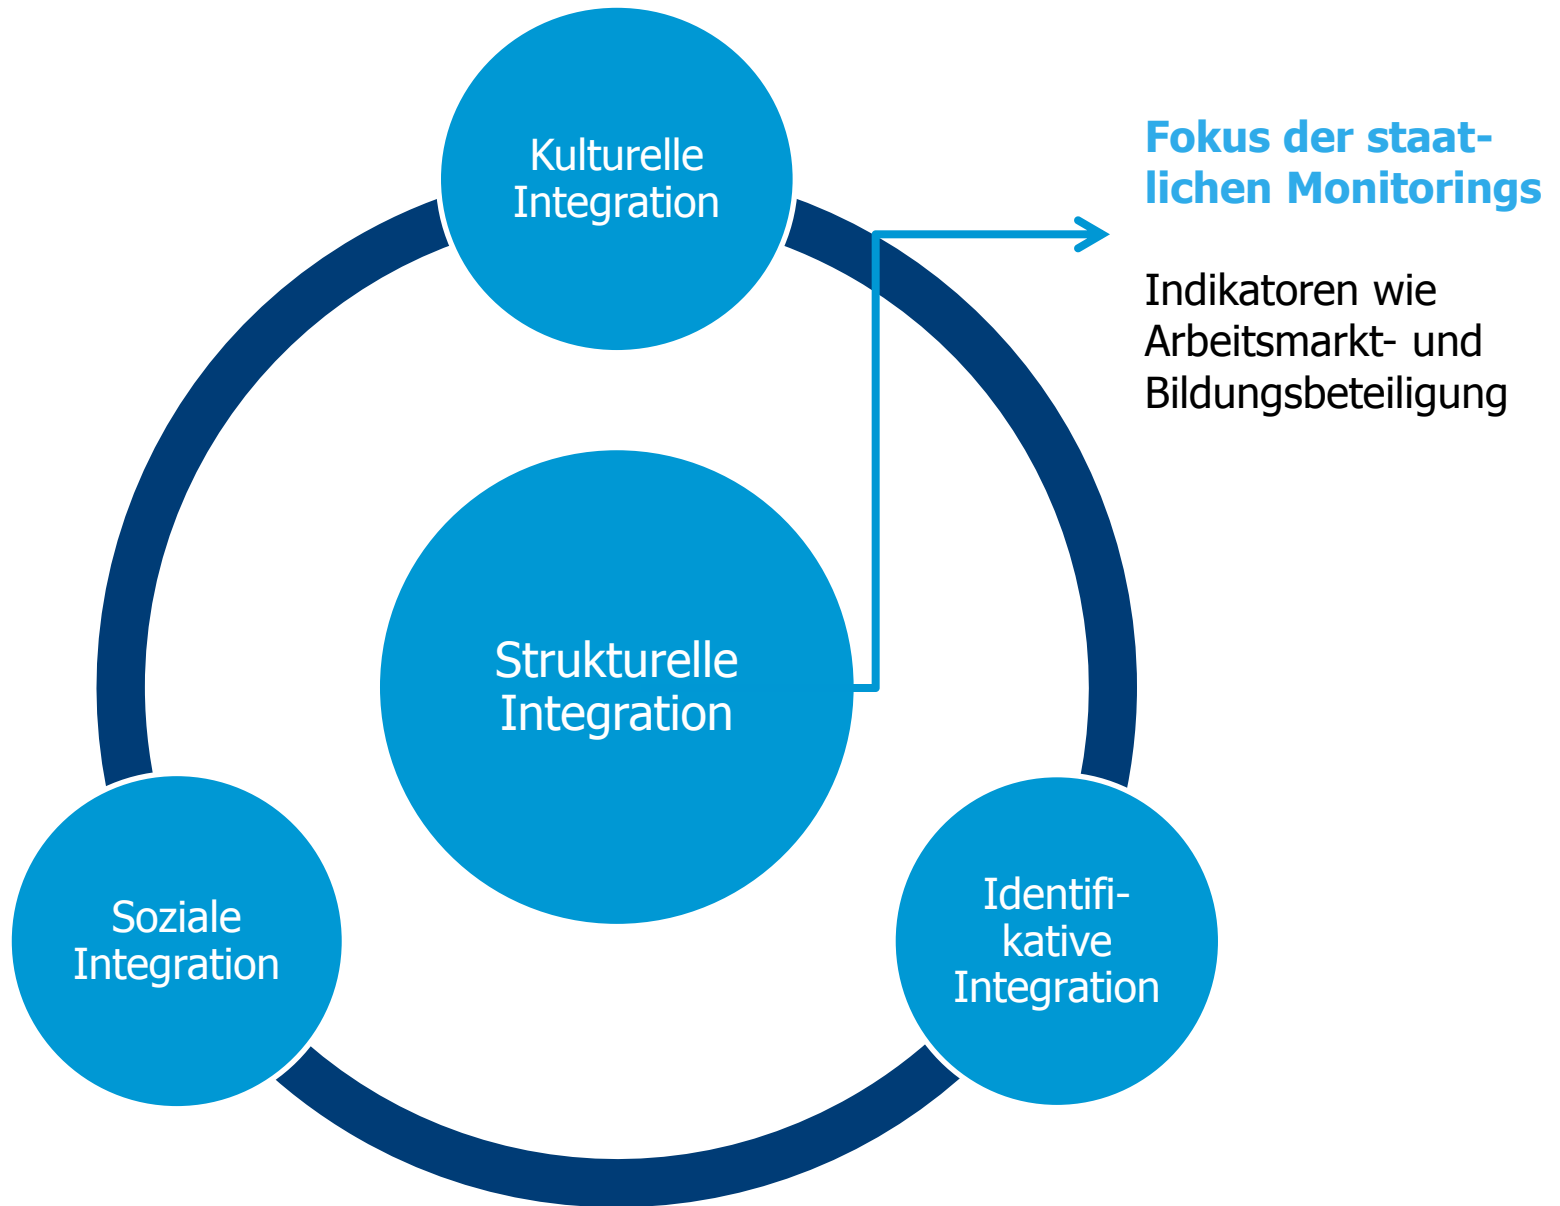 Kulturelle
Integration
Fokus der staat-
lichen Monitorings
Indikatoren wie
Arbeitsmarkt- und
Bildungsbeteiligung
Strukturelle
Integration
Soziale
Integration
Identifi-
kative
Integration